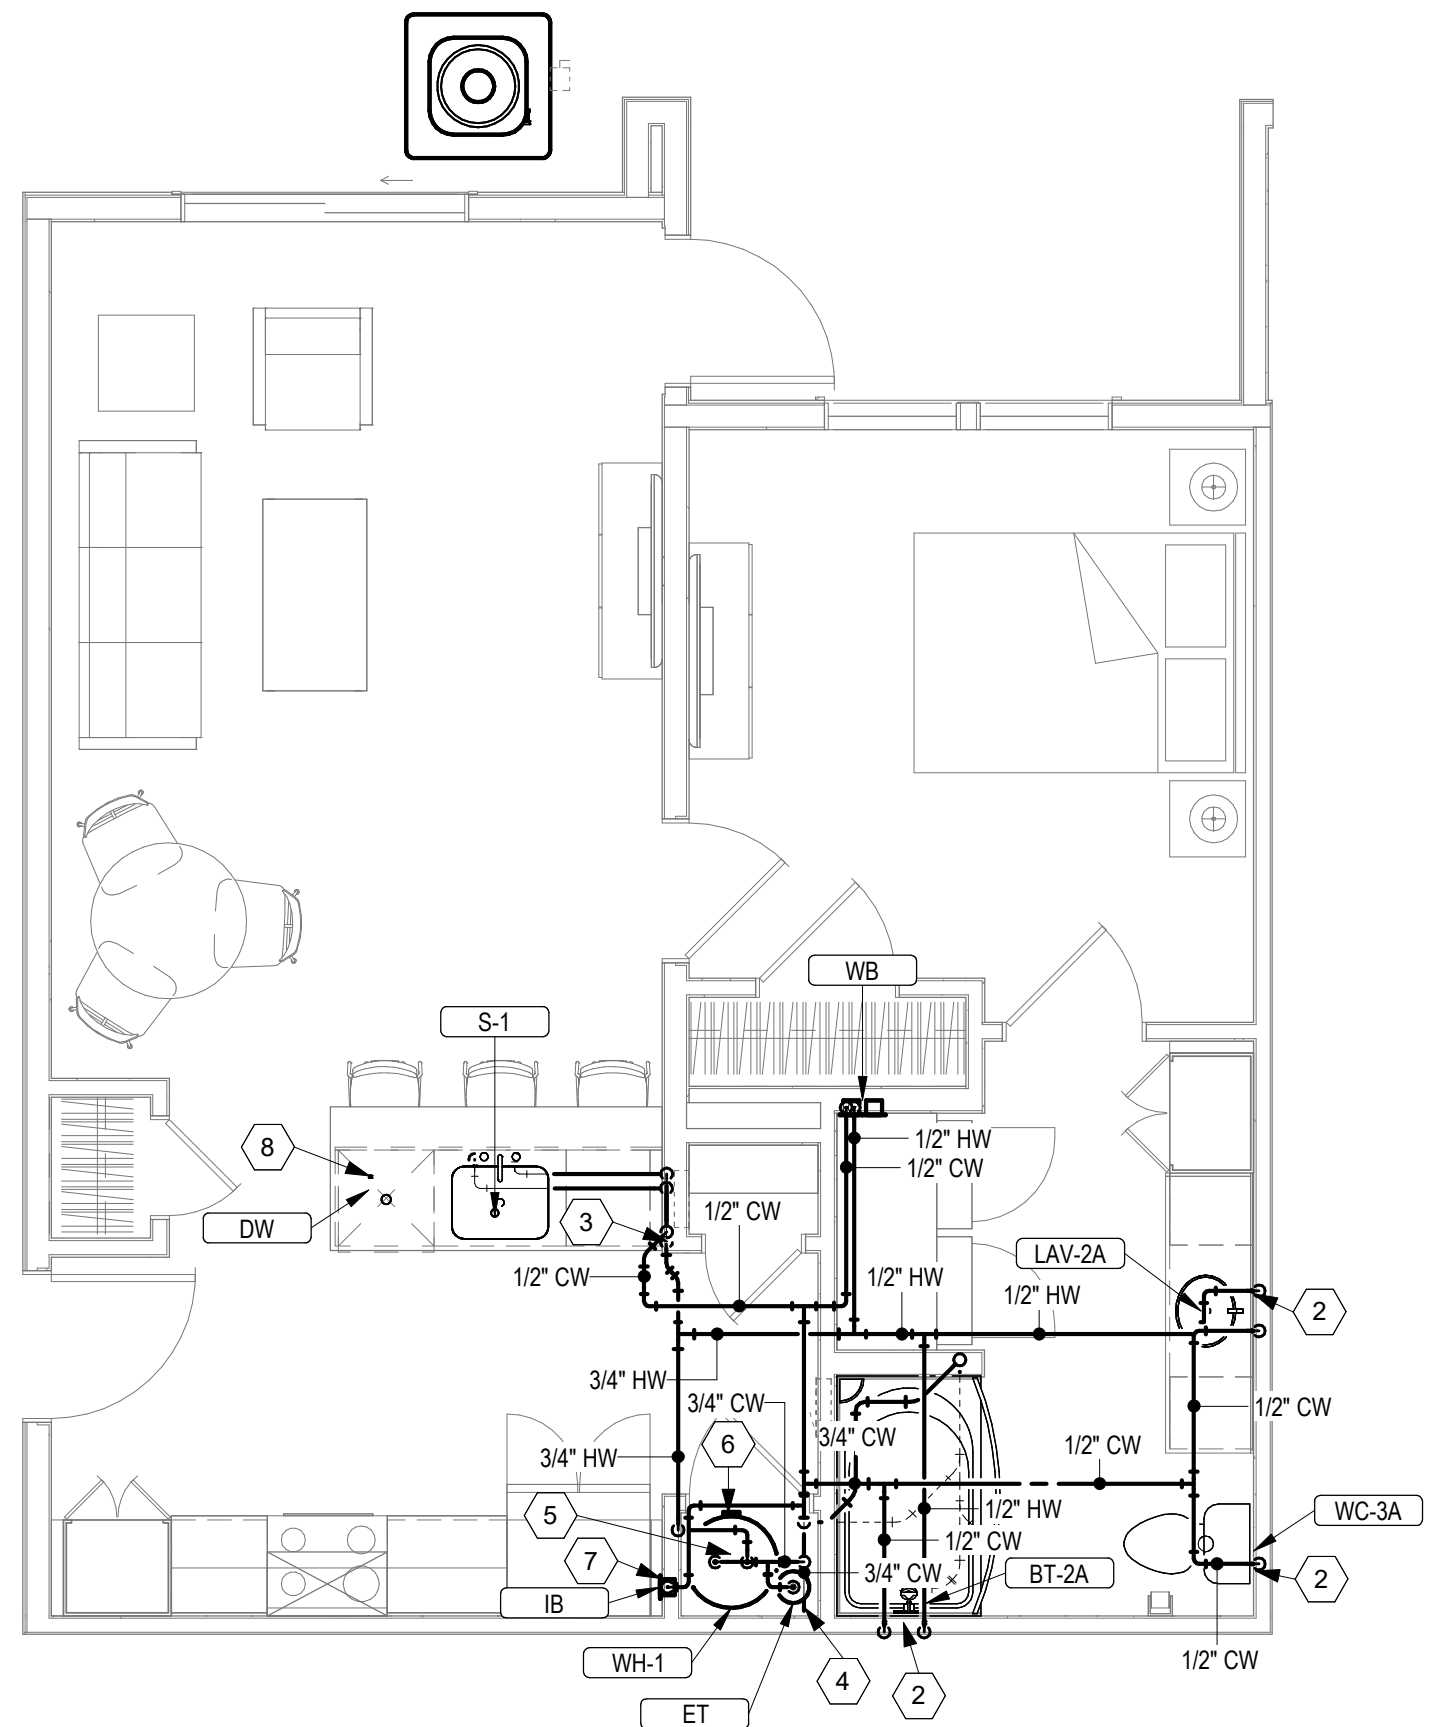 WB
S-1
8
1/2" HW
1/2" CW
DW
3
1/2" CW
LAV-2A
1/2" CW
1/2" HW
1/2" HW
2
3/4" HW
3/4" CW
1/2" CW
3/4" CW
6
1/2" CW
3/4" HW
5
1/2" HW
WC-3A
1/2" CW
7
3/4" CW
BT-2A
2
IB
WH-1
1/2" CW
4
2
ET